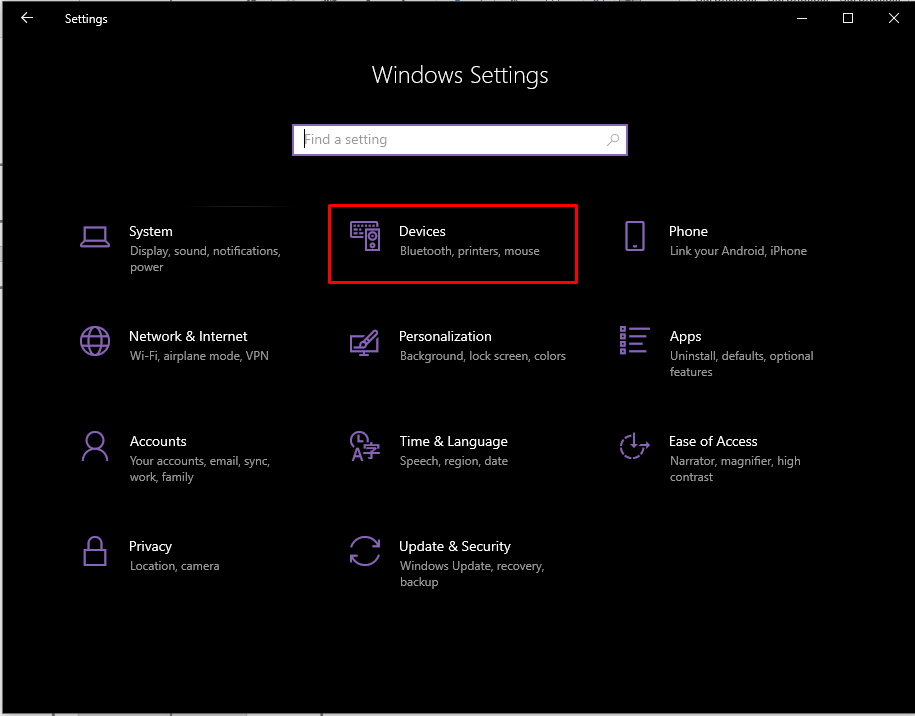 Settings
Windows Settings
Find a setting
System
Display, sound, notifications,
power
Devices
Bluetooth, printers, mouse
Phone
Link your Android, iPhone
Network & Internet
Wi-Fi, airplane mode, VPN
Personalization
Background, lock screen, colors
Apps
Uninstall, defaults, optional
features
Accounts
Your accounts, email, sync,
work, family
Time & Language
Speech, region, date
Ease of Access
Narrator, magnifier, high
contrast
Privacy
Location, camera
Update & Security
Windows Update, recovery,
backup